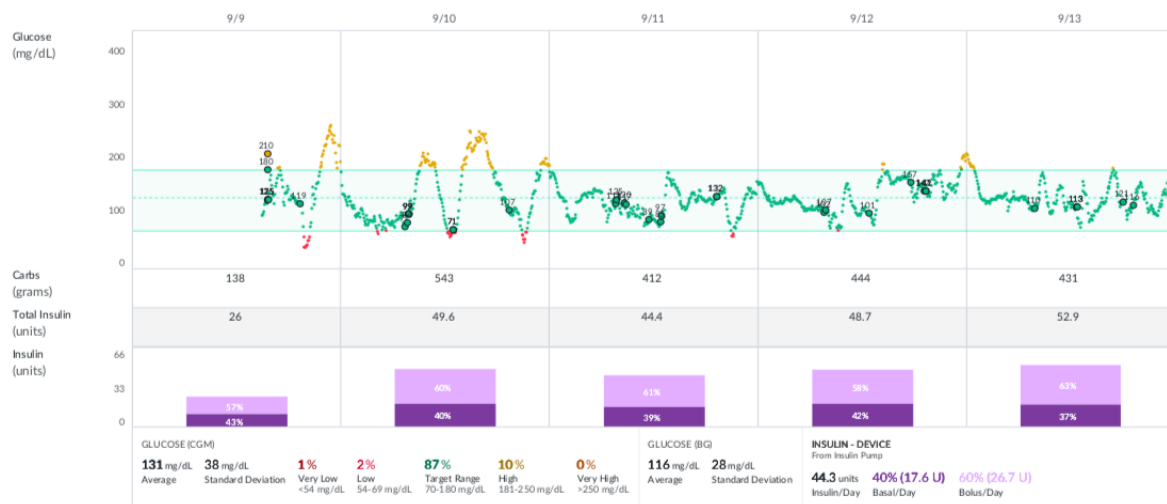 9/9 9/10 9/11 9/12 9/13
Glucose
(mg/dL)
400
300
200
100
0
210
180
119
99
71
107
39
97
132
167
101
113
121
Carbs
(grams)
138 543 412 444 431
Total Insulin
(units)
26 49.6 44.4 48.7 52.9
Insulin
(units)
66
33
0
57% 60% 61% 58% 63%
43% 40% 39% 42% 37%
GLUCOSE (CGM)
131 mg/dL
Average
38 mg/dL
Standard Deviation
1%
Very Low
<54 mg/dL
2%
Low
54-69 mg/dL
87%
Target Range
70-180 mg/dL
10%
High
181-250 mg/dL
0%
Very High
>250 mg/dL
GLUCOSE (BG)
116 mg/dL
Average
28 mg/dL
Standard Deviation
INSULIN - DEVICE
From Insulin Pump
44.3 units
Insulin/Day
40% (17.6 U)
Basal/Day
60% (26.7 U)
Bolus/Day